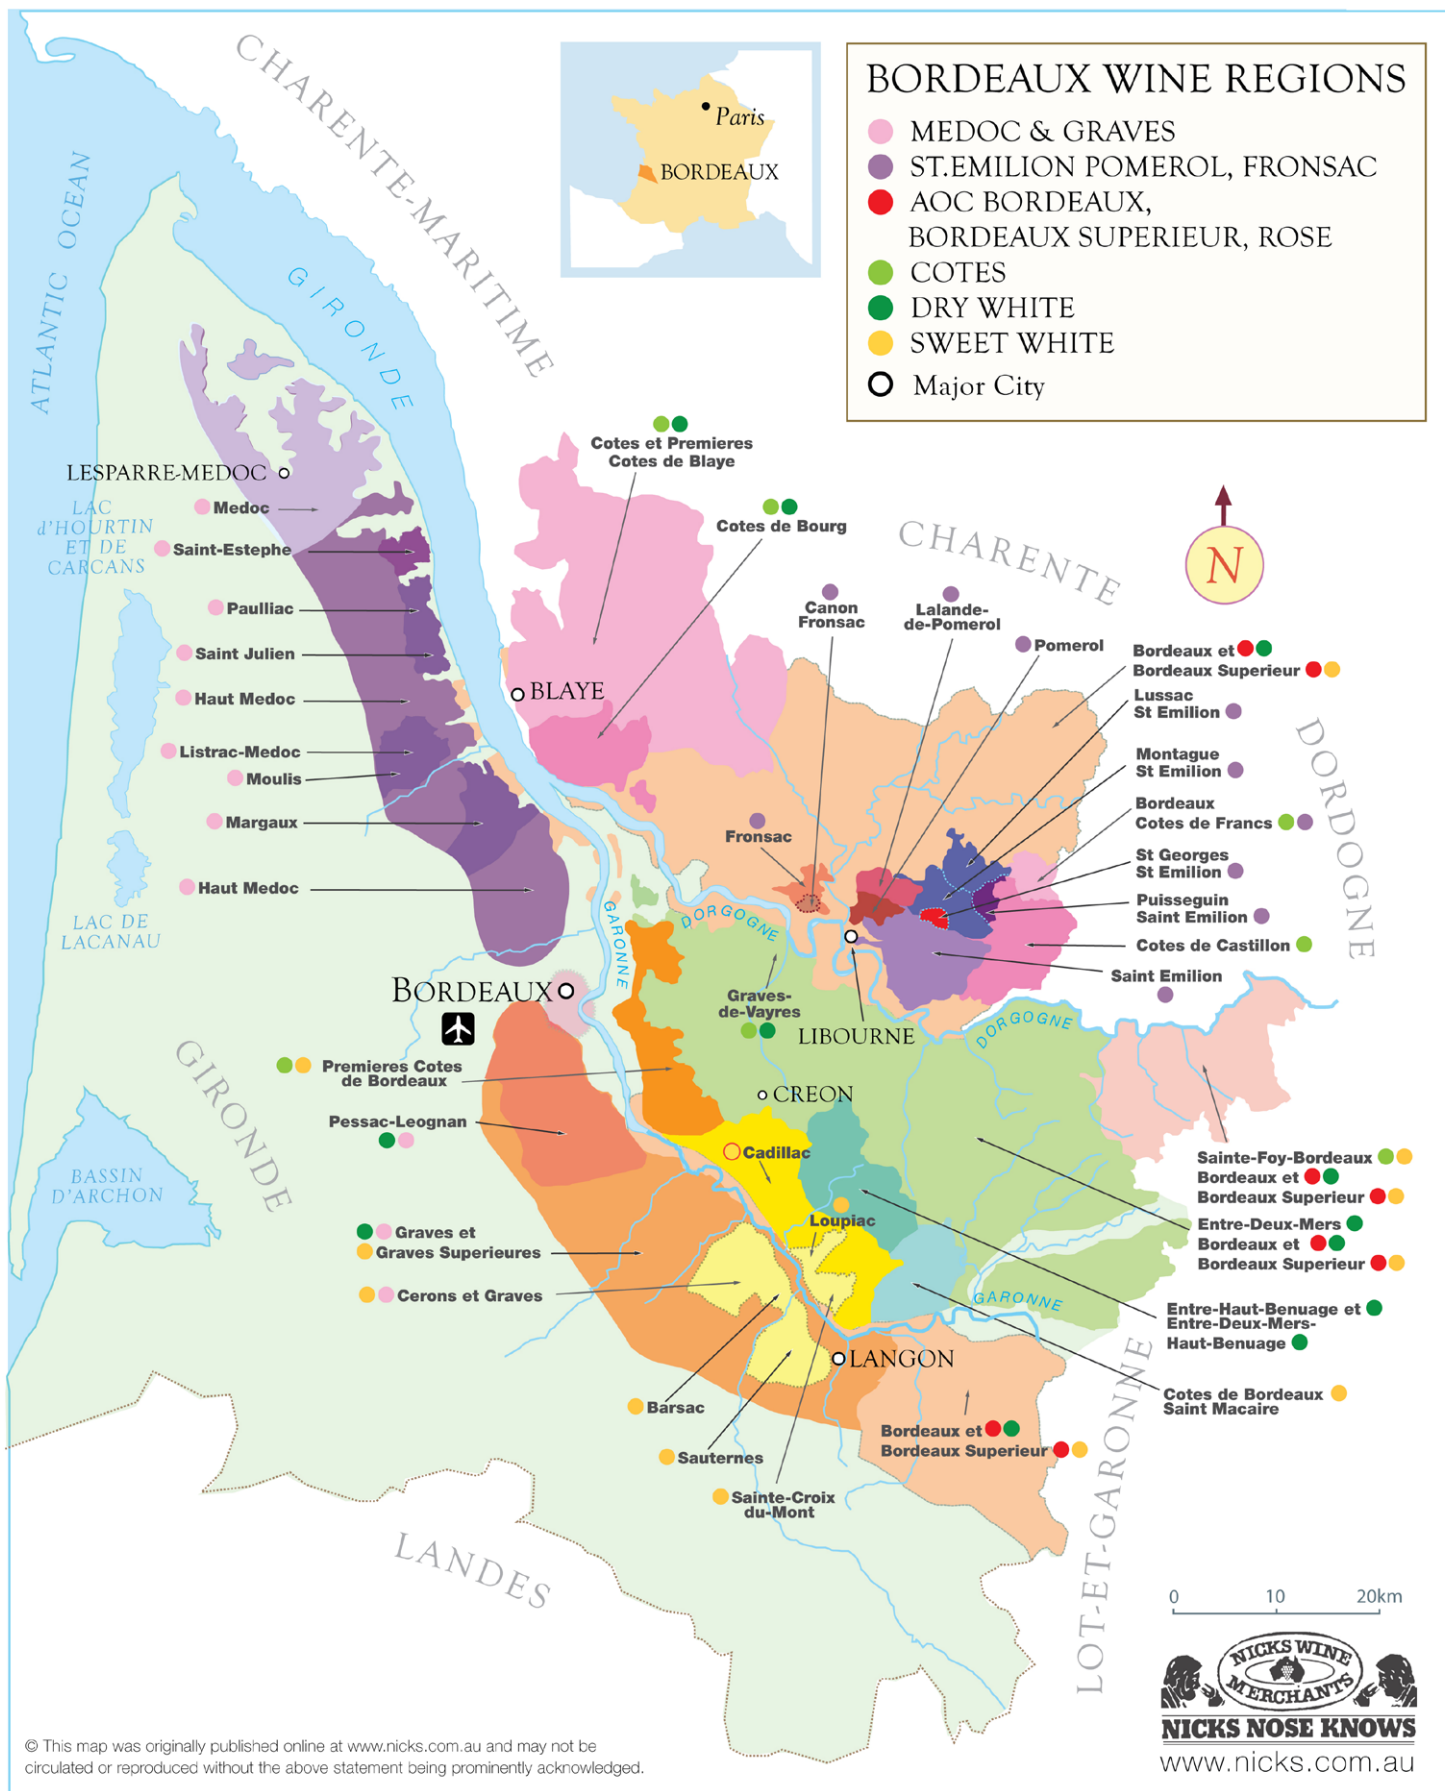 CHARENTE-MARITIME
Paris
BORDEAUX
BORDEAUX WINE REGIONS
MEDOC & GRAVES
ST.EMILION POMEROL, FRONSAC
AOC BORDEAUX,
BORDEAUX SUPERIEUR, ROSE
COTES
DRY WHITE
SWEET WHITE
Major City
ATLANTIC OCEAN
GIRONDE
LESPARRE-MEDOC
LAC
d'HOURTIN
ET DE
CARCANS
Medoc
Saint-Estephe
Paulliac
Saint Julien
Haut Medoc
Listrac-Medoc
Moulis
Margaux
Haut Medoc
LAC DE
LACANAU
Cotes et Premieres
Cotes de Blaye
Cotes de Bourg
BLAYE
CHARENTE
N
Canon
Fronsac
Lalande-
de-Pomerol
Pomerol
Fronsac
Bordeaux et
Bordeaux Superieur
Lussac
St Emilion
Montague
St Emilion
Bordeaux
Cotes de Francs
St Georges
St Emilion
Puisseguin
Saint Emilion
Cotes de Castillon
Saint Emilion
DORDOGNE
GARONNE
DORGOGNE
BORDEAUX
Graves-
de-Vayres
LIBOURNE
DORGOGNE
CREON
GIRONDE
Premieres Cotes
de Bordeaux
Pessac-Leognan
Cadillac
Loupiac
BASSIN
D'ARCHON
Graves et
Graves Superieures
Cerons et Graves
Sainte-Foy-Bordeaux
Bordeaux et
Bordeaux Superieur
Entre-Deux-Mers
Bordeaux et
Bordeaux Superieur
GARONNE
Entre-Haut-Benuage et
Entre-Deux-Mers-
Haut-Benuage
LANGON
Cotes de Bordeaux
Saint Macaire
Barsac
Sauternes
Sainte-Croix
du-Mont
Bordeaux et
Bordeaux Superieur
LOT-ET-GARONNE
LANDES
0 10 20km
NICKS WINE
MERCHANTS
NICKS NOSE KNOWS
www.nicks.com.au
© This map was originally published online at www.nicks.com.au and may not be
circulated or reproduced without the above statement being prominently acknowledged.